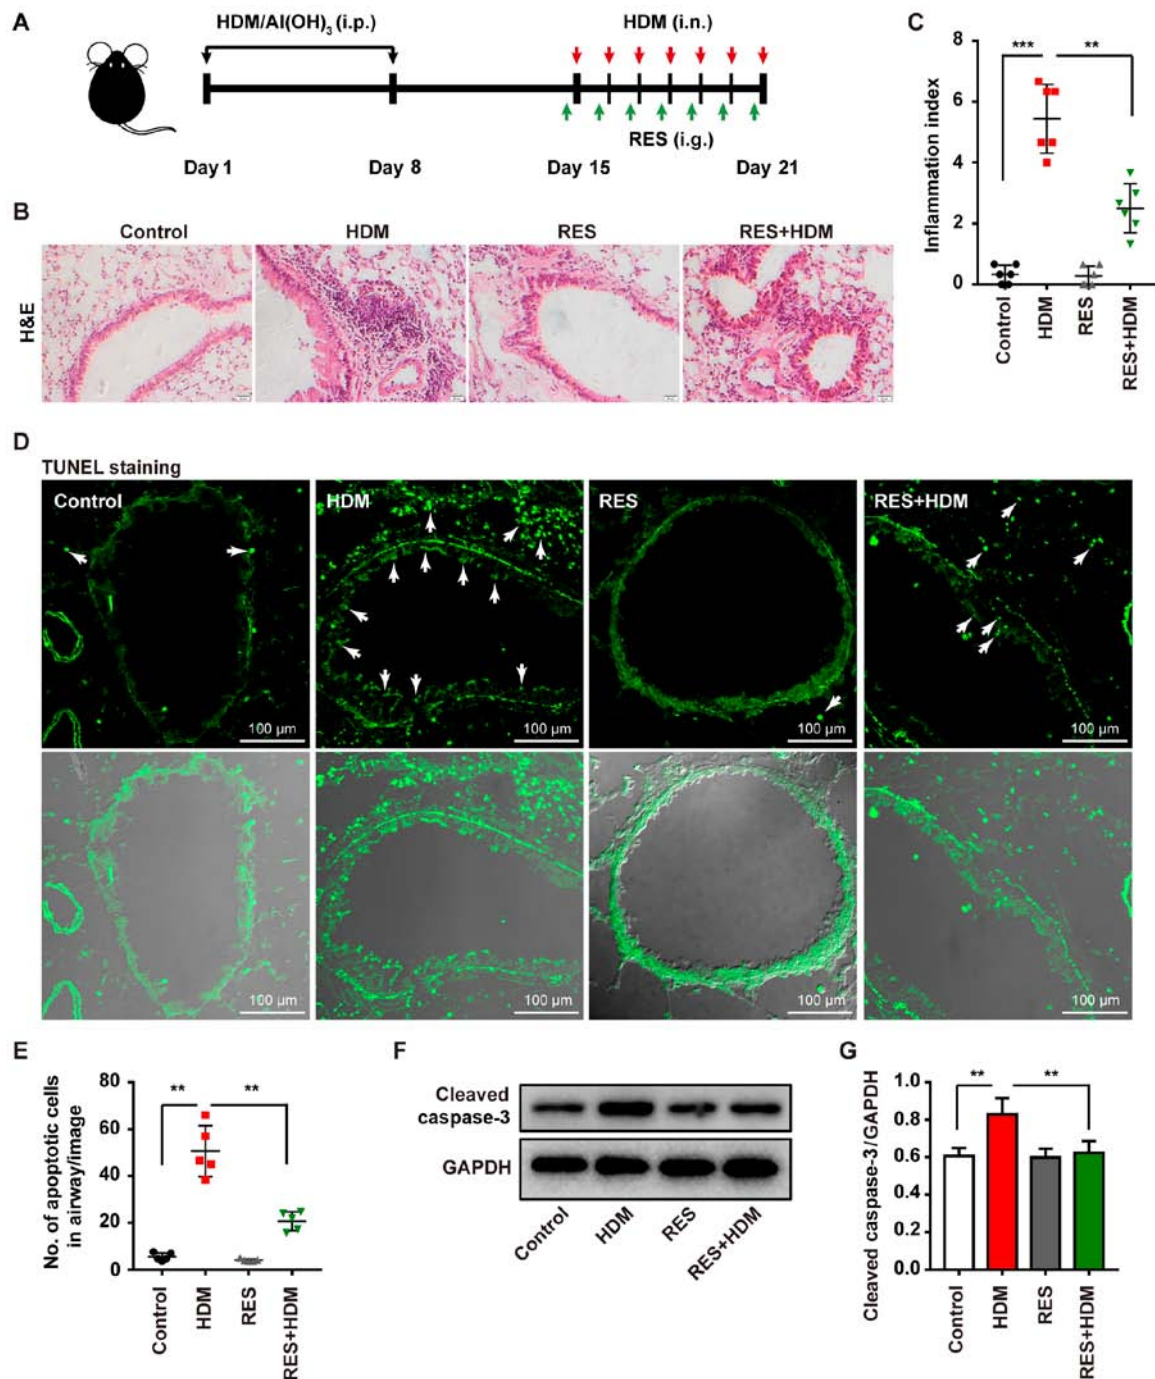 A
HDM/Al(OH)3 (i.p.)
HDM (i.n.)
RES (i.g.)
Day 1
Day 8
Day 15
Day 21
B
Control
HDM
RES
RES+HDM
H&E
C
Inflammation index
8
6
4
2
0
***
**
Control
HDM
RES
RES+HDM
D
TUNEL staining
Control
HDM
RES
RES+HDM
100 µm
100 µm
100 µm
100 µm
100 µm
100 µm
100 µm
100 µm
E
No. of apoptotic cells
in airway/image
80
60
40
20
0
**
**
Control
HDM
RES
RES+HDM
F
Cleaved
caspase-3
GAPDH
Control
HDM
RES
RES+HDM
G
Cleaved caspase-3/GAPDH
1.0
0.8
0.6
0.4
0.2
0.0
**
**
Control
HDM
RES
RES+HDM